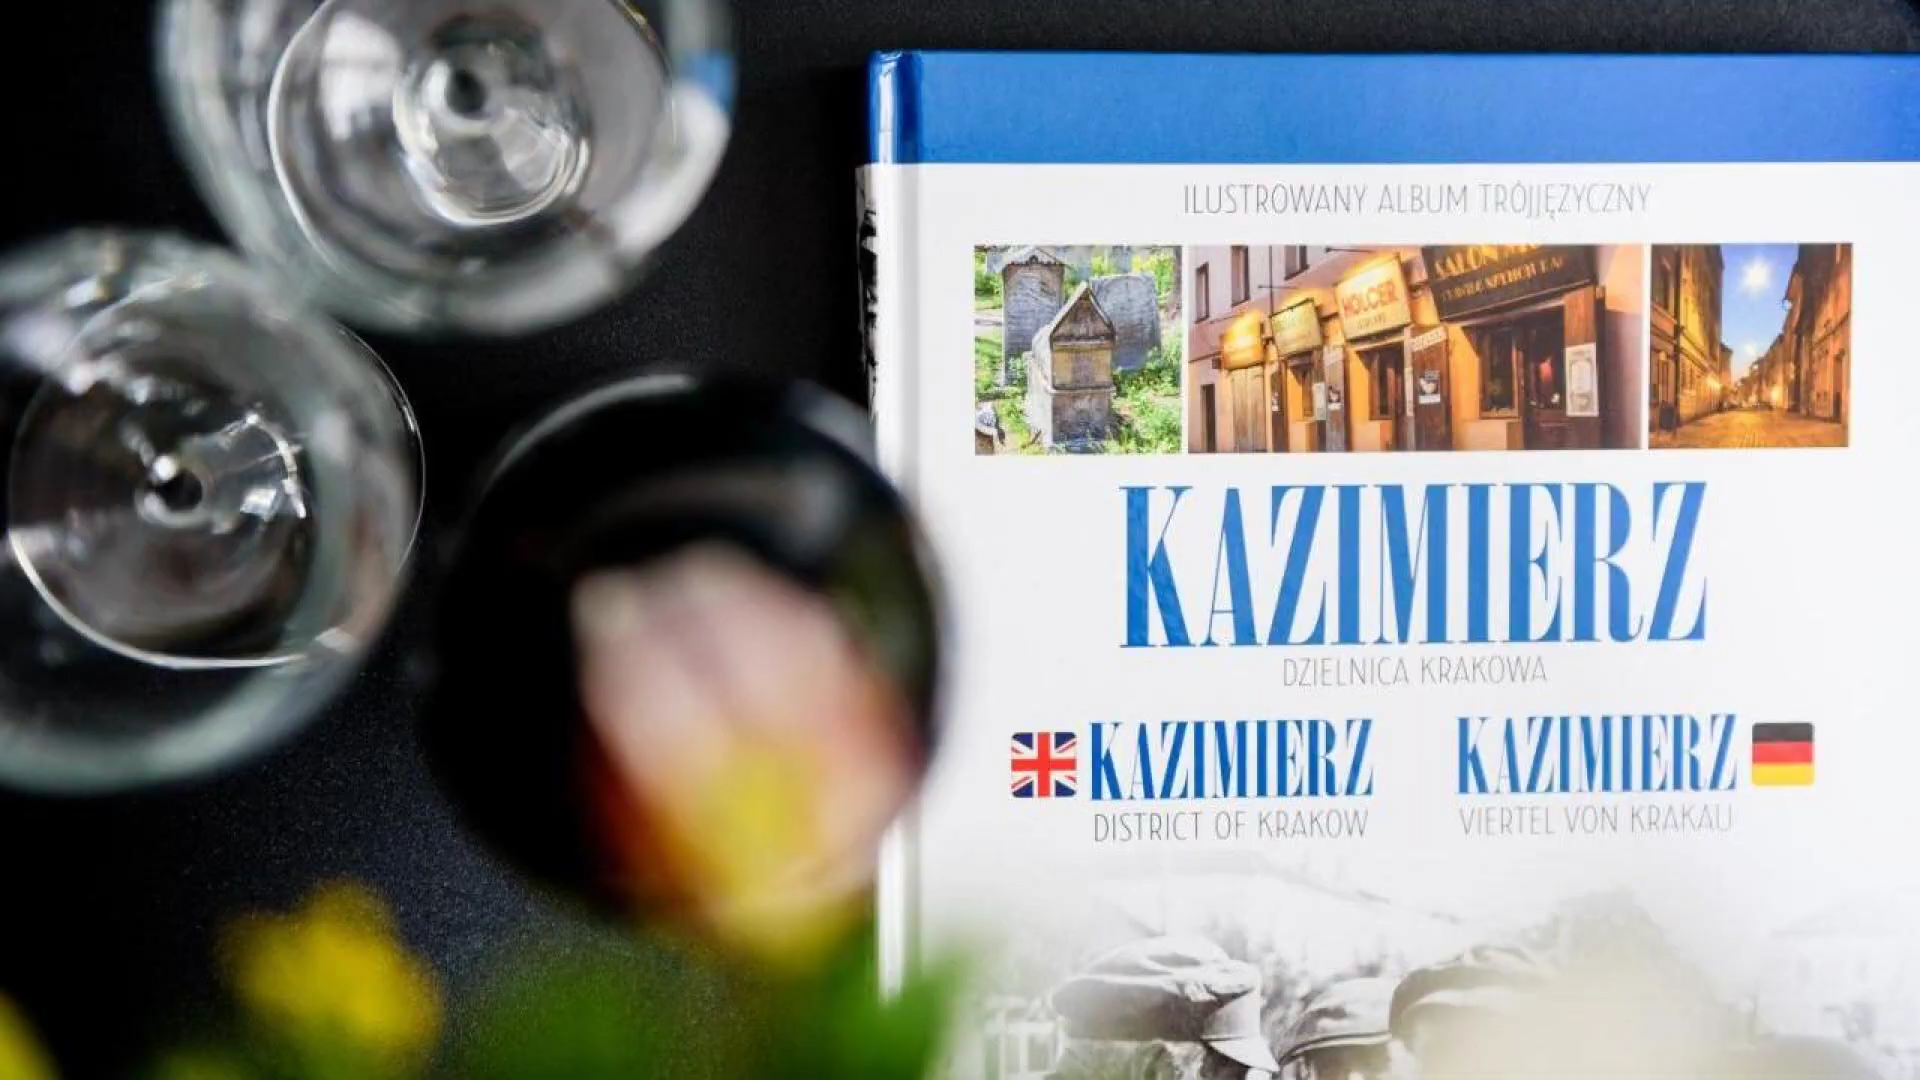 ILUSTROWANY ALBUM TRÓJJĘZYCZNY
HOLCER
KAZIMIERZ
DZIELNICA KRAKOWA
KAZIMIERZ
DISTRICT OF KRAKOW
KAZIMIERZ
VIERTEL VON KRAKAU